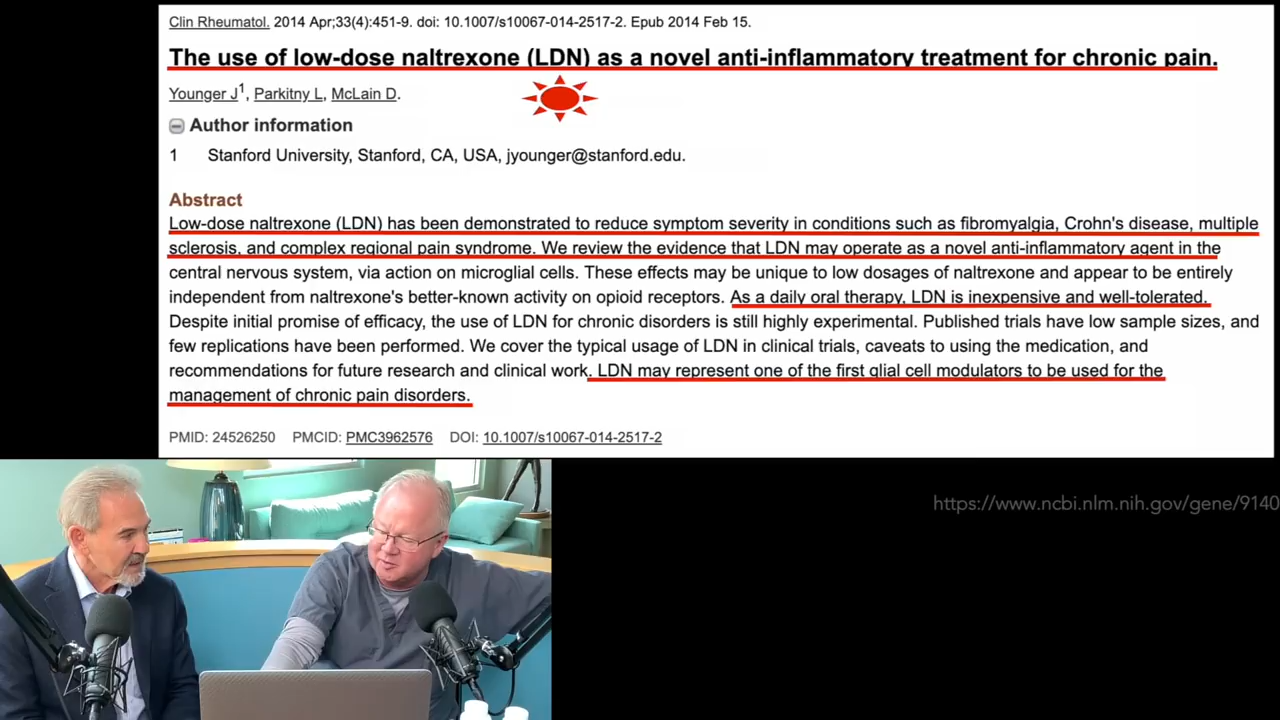 Clin Rheumatol. 2014 Apr;33(4):451-9. doi: 10.1007/s10067-014-2517-2. Epub 2014 Feb 15.
The use of low-dose naltrexone (LDN) as a novel anti-inflammatory treatment for chronic pain.
Younger J1, Parkitny L, McLain D.
Author information
1 Stanford University, Stanford, CA, USA, jyounger@stanford.edu.
Abstract
Low-dose naltrexone (LDN) has been demonstrated to reduce symptom severity in conditions such as fibromyalgia, Crohn's disease, multiple
sclerosis, and complex regional pain syndrome. We review the evidence that LDN may operate as a novel anti-inflammatory agent in the
central nervous system, via action on microglial cells. These effects may be unique to low dosages of naltrexone and appear to be entirely
independent from naltrexone's better-known activity on opioid receptors. As a daily oral therapy, LDN is inexpensive and well-tolerated.
Despite initial promise of efficacy, the use of LDN for chronic disorders is still highly experimental. Published trials have low sample sizes, and
few replications have been performed. We cover the typical usage of LDN in clinical trials, caveats to using the medication, and
recommendations for future research and clinical work. LDN may represent one of the first glial cell modulators to be used for the
management of chronic pain disorders.
PMID: 24526250 PMCID: PMC3962576 DOI: 10.1007/s10067-014-2517-2
https://www.ncbi.nlm.nih.gov/gene/9140